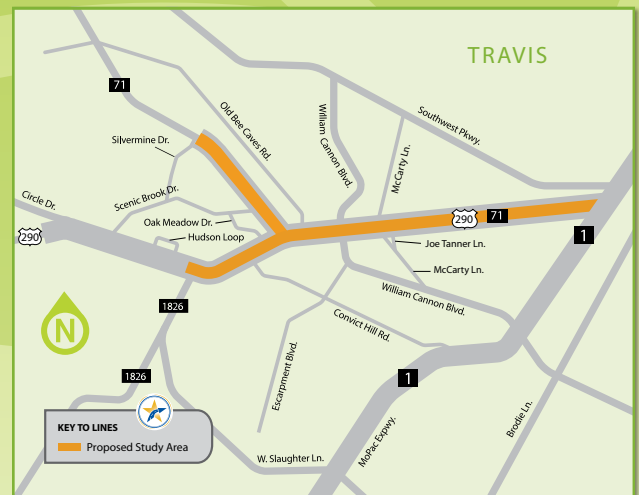 TRAVIS
71
Old Bee Caves Rd.
William Cannon Blvd.
Southwest Pkwy.
Silvermine Dr.
McCarty Ln.
Circle Dr.
Scenic Brook Dr.
Oak Meadow Dr.
Hudson Loop
290
290
71
1
Joe Tanner Ln.
McCarty Ln.
N
1826
William Cannon Blvd.
Convict Hill Rd.
1826
Escarpment Blvd.
1
Brodie Ln.
MoPac Expwy.
W. Slaughter Ln.
KEY TO LINES
Proposed Study Area